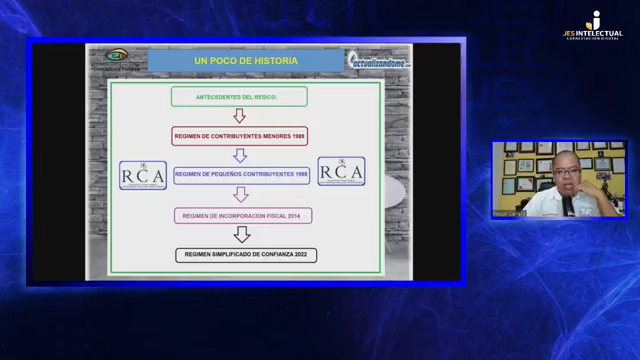 JES INTELECTUAL
CAPACITACIÓN DIGITAL
UN POCO DE HISTORIA
actualizandome.com
ANTECEDENTES DEL RESICO.
REGIMEN DE CONTRIBUYENTES MENORES 1989
REGIMEN DE PEQUEÑOS CONTRIBUYENTES 1998
RCA
RCA
REGIMEN DE INCORPORACION FISCAL 2014
REGIMEN SIMPLIFICADO DE CONFIANZA 2022